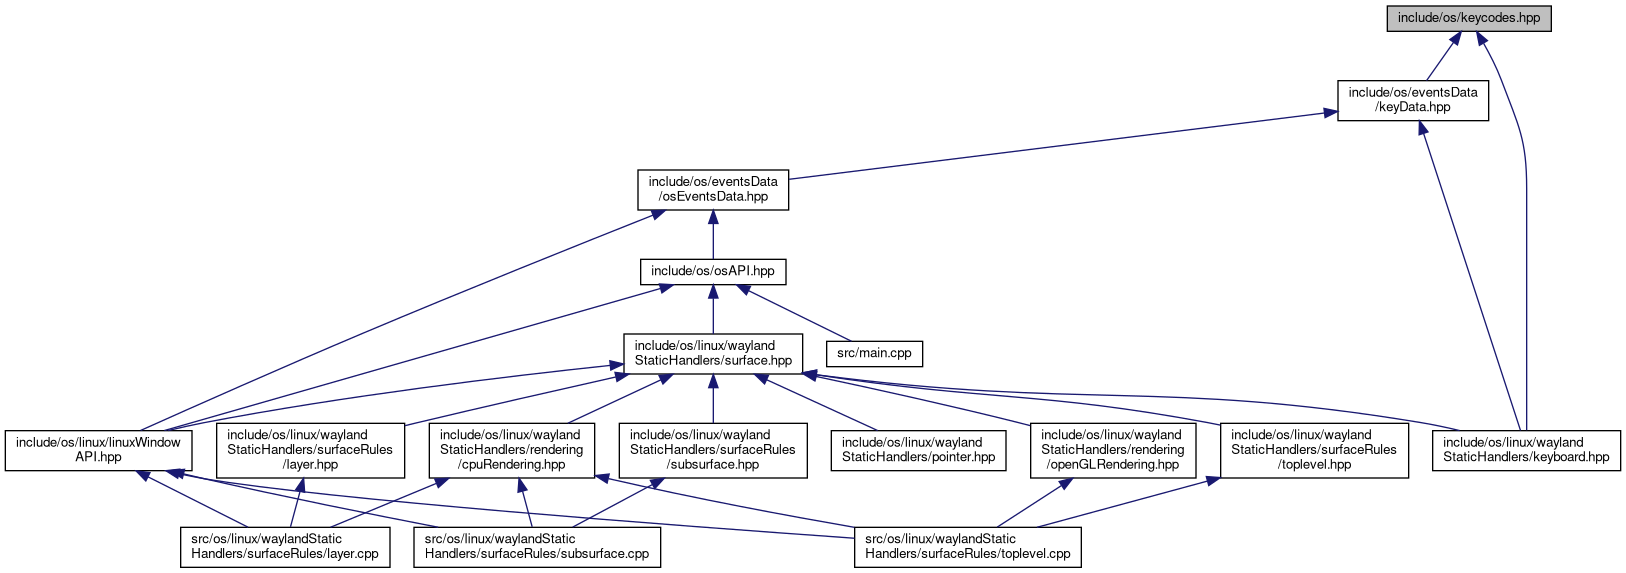 include/os/keycodes.hpp
include/os/eventsData
/keyData.hpp
include/os/eventsData
/osEventsData.hpp
include/os/osAPI.hpp
include/os/linux/wayland
StaticHandlers/surface.hpp
src/main.cpp
include/os/linux/linuxWindow
API.hpp
include/os/linux/wayland
StaticHandlers/surfaceRules
/layer.hpp
include/os/linux/wayland
StaticHandlers/rendering
/cpuRendering.hpp
include/os/linux/wayland
StaticHandlers/surfaceRules
/subsurface.hpp
include/os/linux/wayland
StaticHandlers/pointer.hpp
include/os/linux/wayland
StaticHandlers/rendering
/openGLRendering.hpp
include/os/linux/wayland
StaticHandlers/surfaceRules
/toplevel.hpp
include/os/linux/wayland
StaticHandlers/keyboard.hpp
src/os/linux/waylandStatic
Handlers/surfaceRules/layer.cpp
src/os/linux/waylandStatic
Handlers/surfaceRules/subsurface.cpp
src/os/linux/waylandStatic
Handlers/surfaceRules/toplevel.cpp